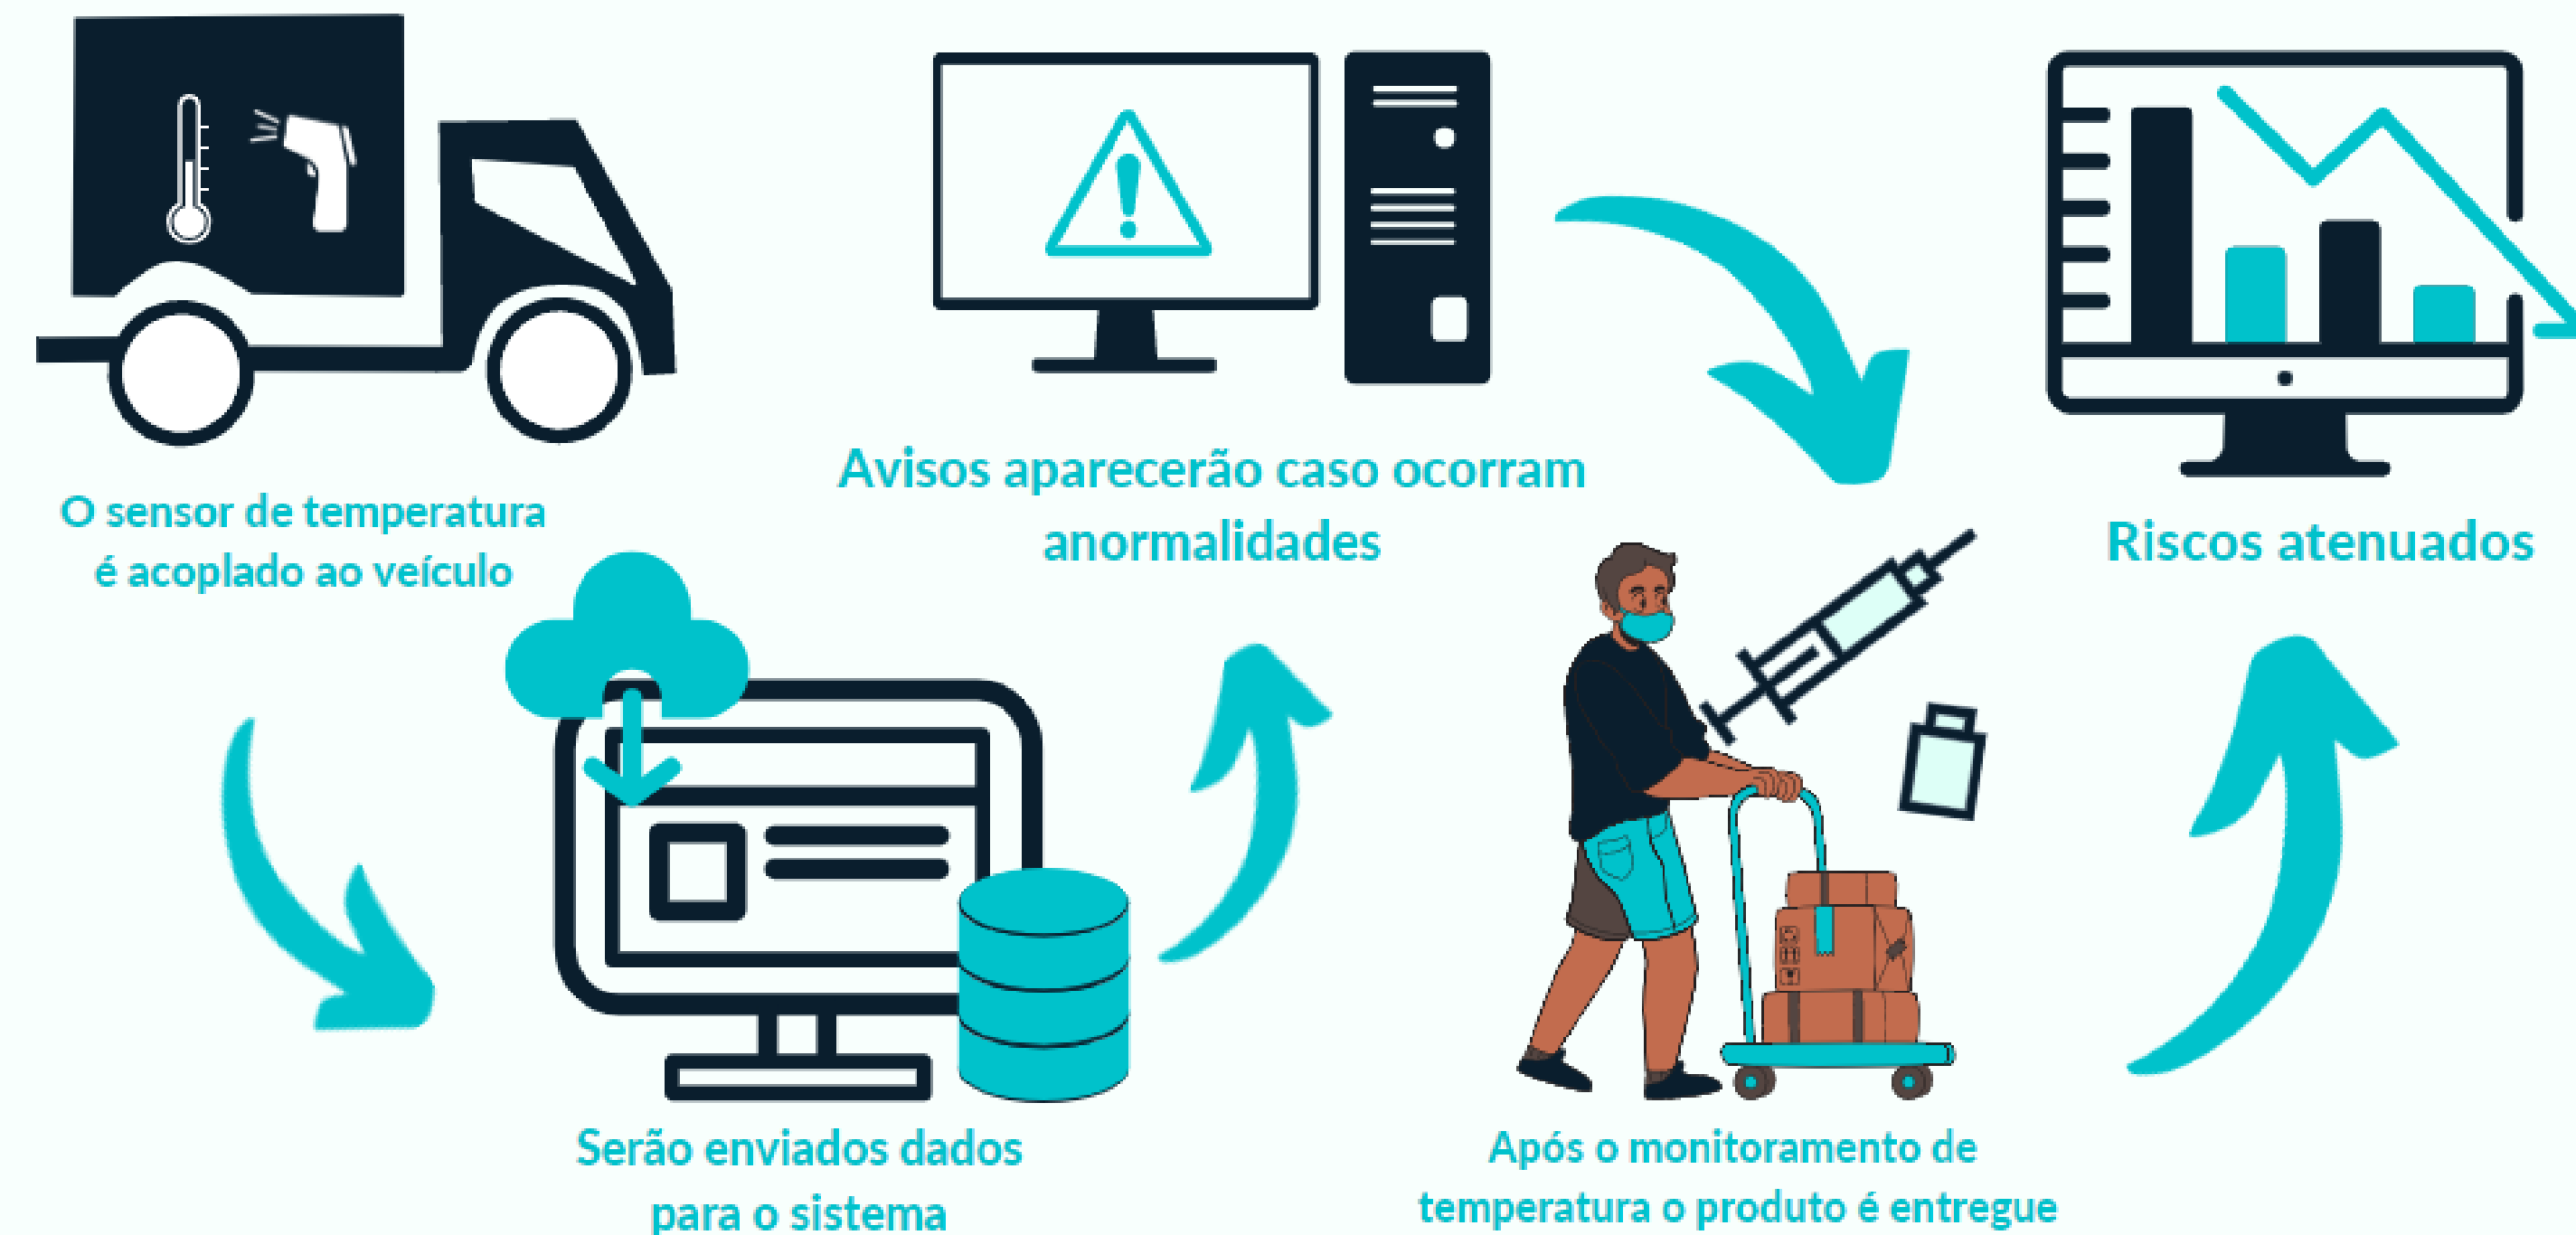 O sensor de temperatura
é acoplado ao veículo
Serão enviados dados
para o sistema
Avisos aparecerão caso ocorram
anormalidades
Após o monitoramento de
temperatura o produto é entregue
Riscos atenuados